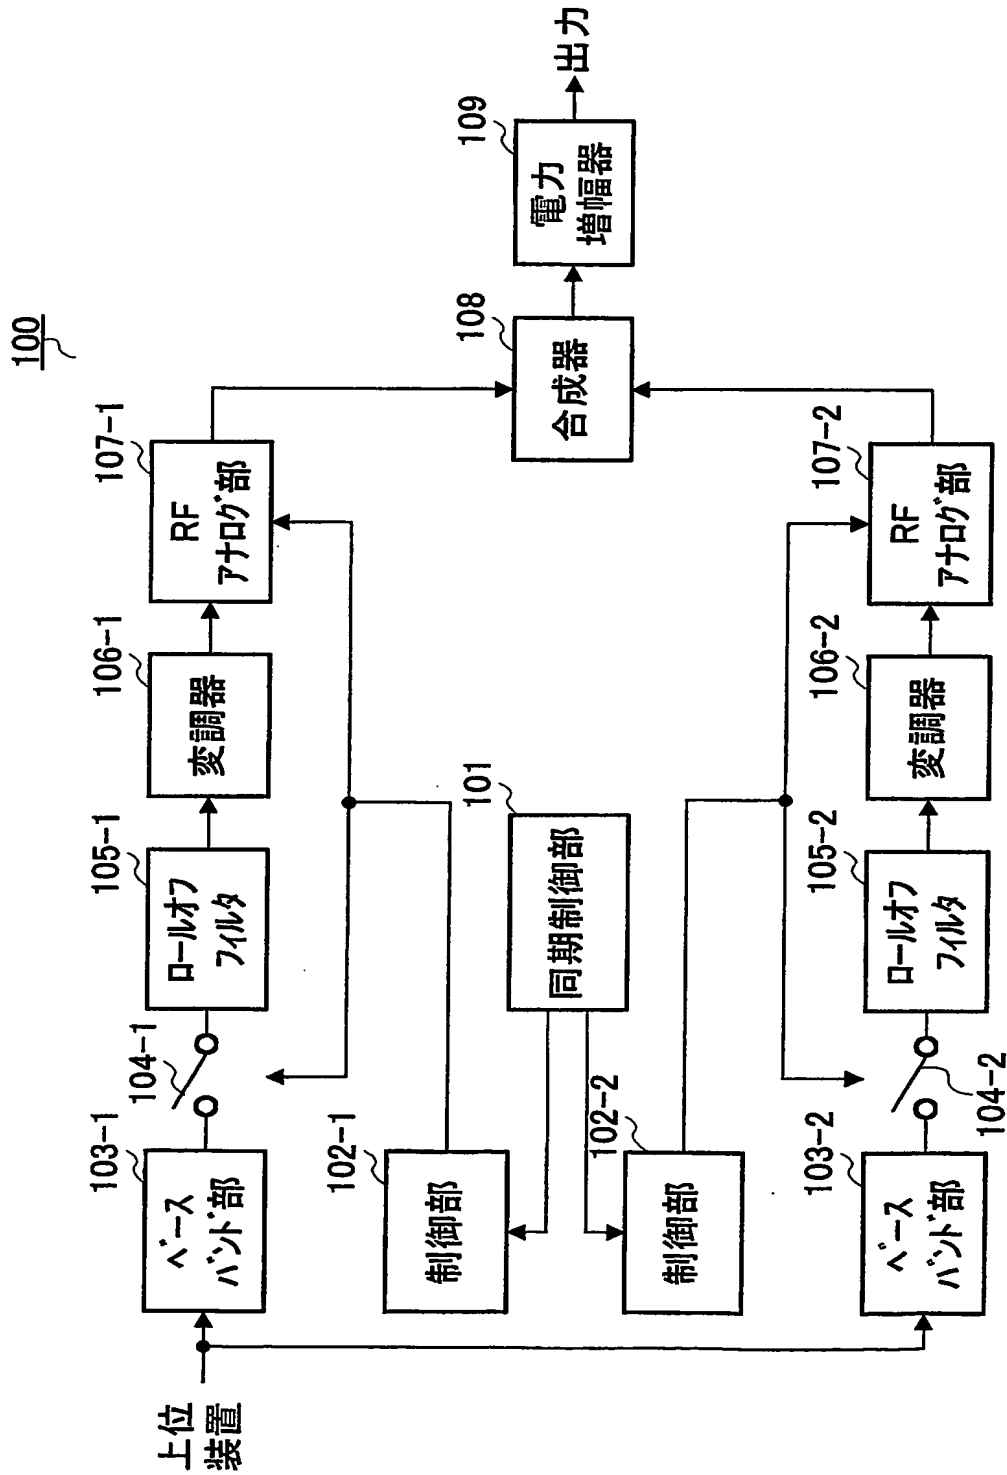 100
上位
装置
103-1
ベース
バンド部
104-1
105-1
ロールオフ
フィルタ
106-1
変調器
107-1
RF
アナログ部
102-1
制御部
101
同期制御部
102-2
制御部
108
合成器
109
電力
増幅器
出力
103-2
ベース
バンド部
104-2
105-2
ロールオフ
フィルタ
106-2
変調器
107-2
RF
アナログ部